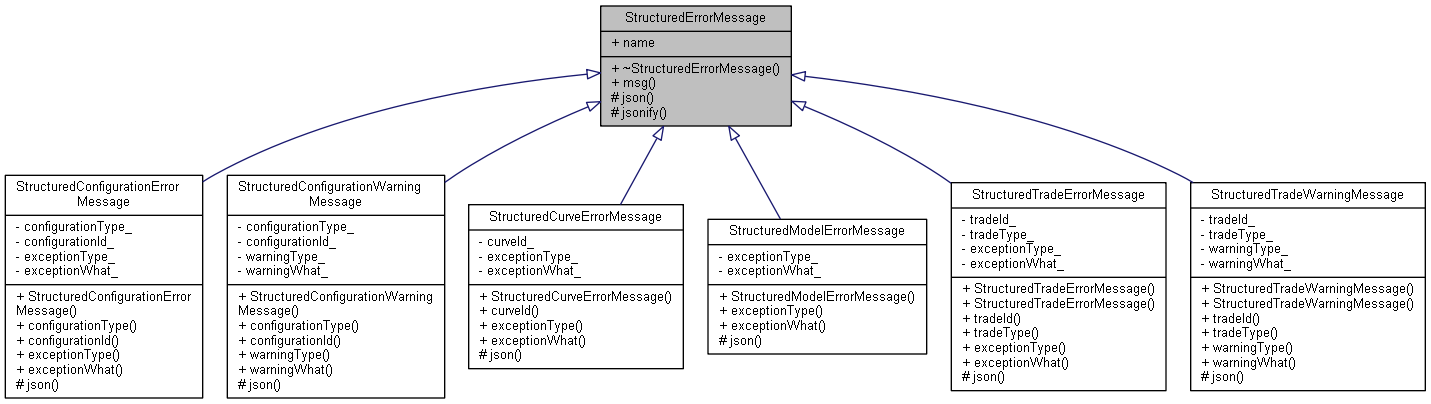 StructuredErrorMessage
+ name
+ ~StructuredErrorMessage()
+ msg()
# json()
# jsonify()
StructuredConfigurationError
Message
- configurationType_
- configurationId_
- exceptionType_
- exceptionWhat_
+ StructuredConfigurationError
Message()
+ configurationType()
+ configurationId()
+ exceptionType()
+ exceptionWhat()
# json()
StructuredConfigurationWarning
Message
- configurationType_
- configurationId_
- warningType_
- warningWhat_
+ StructuredConfigurationWarning
Message()
+ configurationType()
+ configurationId()
+ warningType()
+ warningWhat()
# json()
StructuredCurveErrorMessage
- curveId_
- exceptionType_
- exceptionWhat_
+ StructuredCurveErrorMessage()
+ curveId()
+ exceptionType()
+ exceptionWhat()
# json()
StructuredModelErrorMessage
- exceptionType_
- exceptionWhat_
+ StructuredModelErrorMessage()
+ exceptionType()
+ exceptionWhat()
# json()
StructuredTradeErrorMessage
- tradeId_
- tradeType_
- exceptionType_
- exceptionWhat_
+ StructuredTradeErrorMessage()
+ StructuredTradeErrorMessage()
+ tradeId()
+ tradeType()
+ exceptionType()
+ exceptionWhat()
# json()
StructuredTradeWarningMessage
- tradeId_
- tradeType_
- warningType_
- warningWhat_
+ StructuredTradeWarningMessage()
+ StructuredTradeWarningMessage()
+ tradeId()
+ tradeType()
+ warningType()
+ warningWhat()
# json()